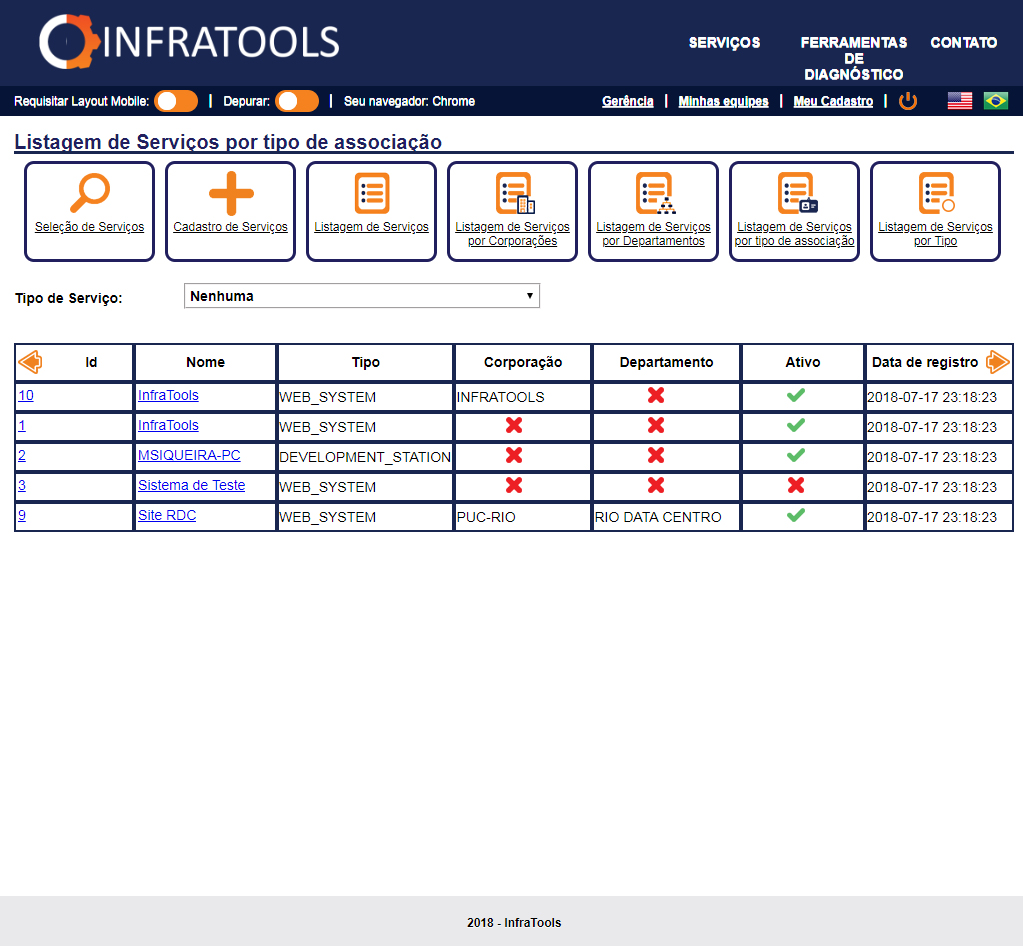 INFRATOOLS
SERVIÇOS
FERRAMENTAS
DE
DIAGNÓSTICO
CONTATO
Requisitar Layout Mobile: | Depurar: | Seu navegador: Chrome
Gerência | Minhas equipes | Meu Cadastro |
Listagem de Serviços por tipo de associação
Seleção de Serviços
Cadastro de Serviços
Listagem de Serviços
Listagem de Serviços
por Corporações
Listagem de Serviços
por Departamentos
Listagem de Serviços
por tipo de associação
Listagem de Serviços
por Tipo
Tipo de Serviço: Nenhuma
Id Nome Tipo Corporação Departamento Ativo Data de registro
10 InfraTools WEB_SYSTEM INFRATOOLS 2018-07-17 23:18:23
1 InfraTools WEB_SYSTEM 2018-07-17 23:18:23
2 MSIQUEIRA-PC DEVELOPMENT_STATION 2018-07-17 23:18:23
3 Sistema de Teste WEB_SYSTEM 2018-07-17 23:18:23
9 Site RDC WEB_SYSTEM PUC-RIO RIO DATA CENTRO 2018-07-17 23:18:23
2018 - InfraTools